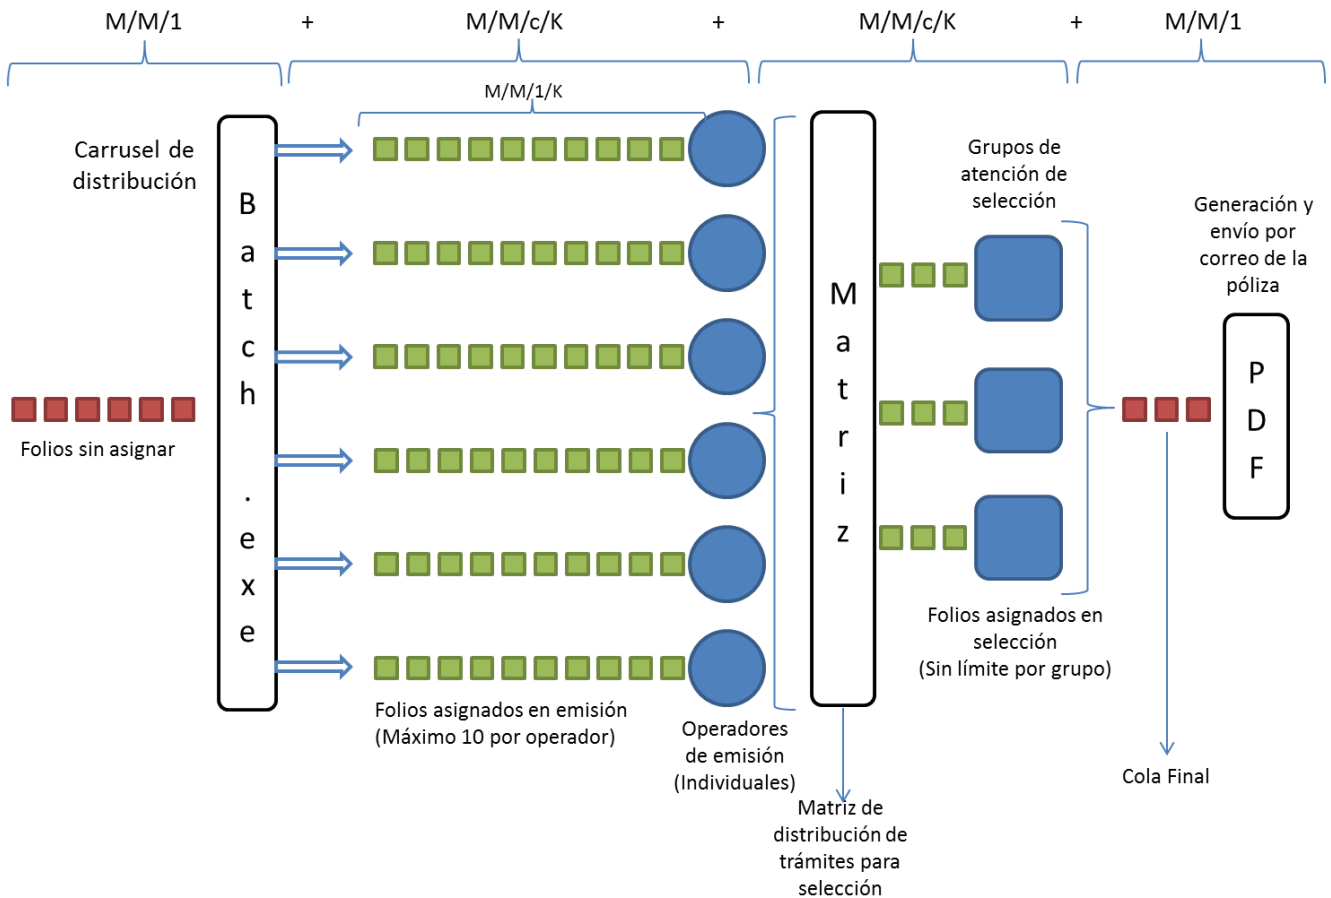 M/M/1 + M/M/c/K + M/M/c/K + M/M/1
M/M/1/K
Carrusel de
distribución
Folios sin asignar
B
a
t
c
h
.
e
x
e
Folios asignados en emisión
(Máximo 10 por operador)
Operadores
de emisión
(Individuales)
M
a
t
r
i
z
Matriz de
distribución de
trámites para
selección
Grupos de
atención de
selección
Folios asignados en
selección
(Sin límite por grupo)
Cola Final
Generación y
envío por
correo de la
póliza
P
D
F